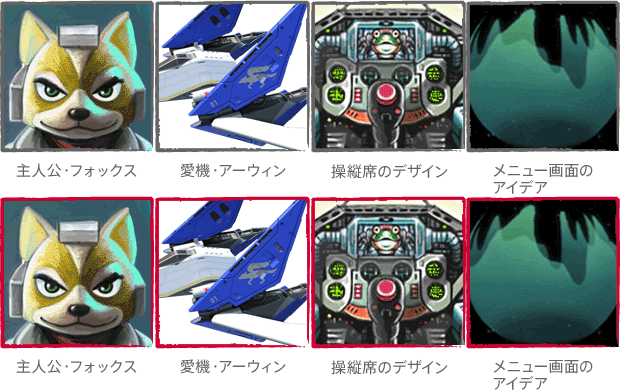 主人公・フォックス
愛機・アーウィン
操縦席のデザイン
メニュー画面の
アイデア
01
主人公・フォックス
愛機・アーウィン
操縦席のデザイン
メニュー画面の
アイデア
01